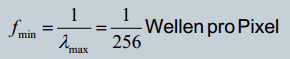 f_min = 1/λ_max = 1/256 Wellen pro Pixel